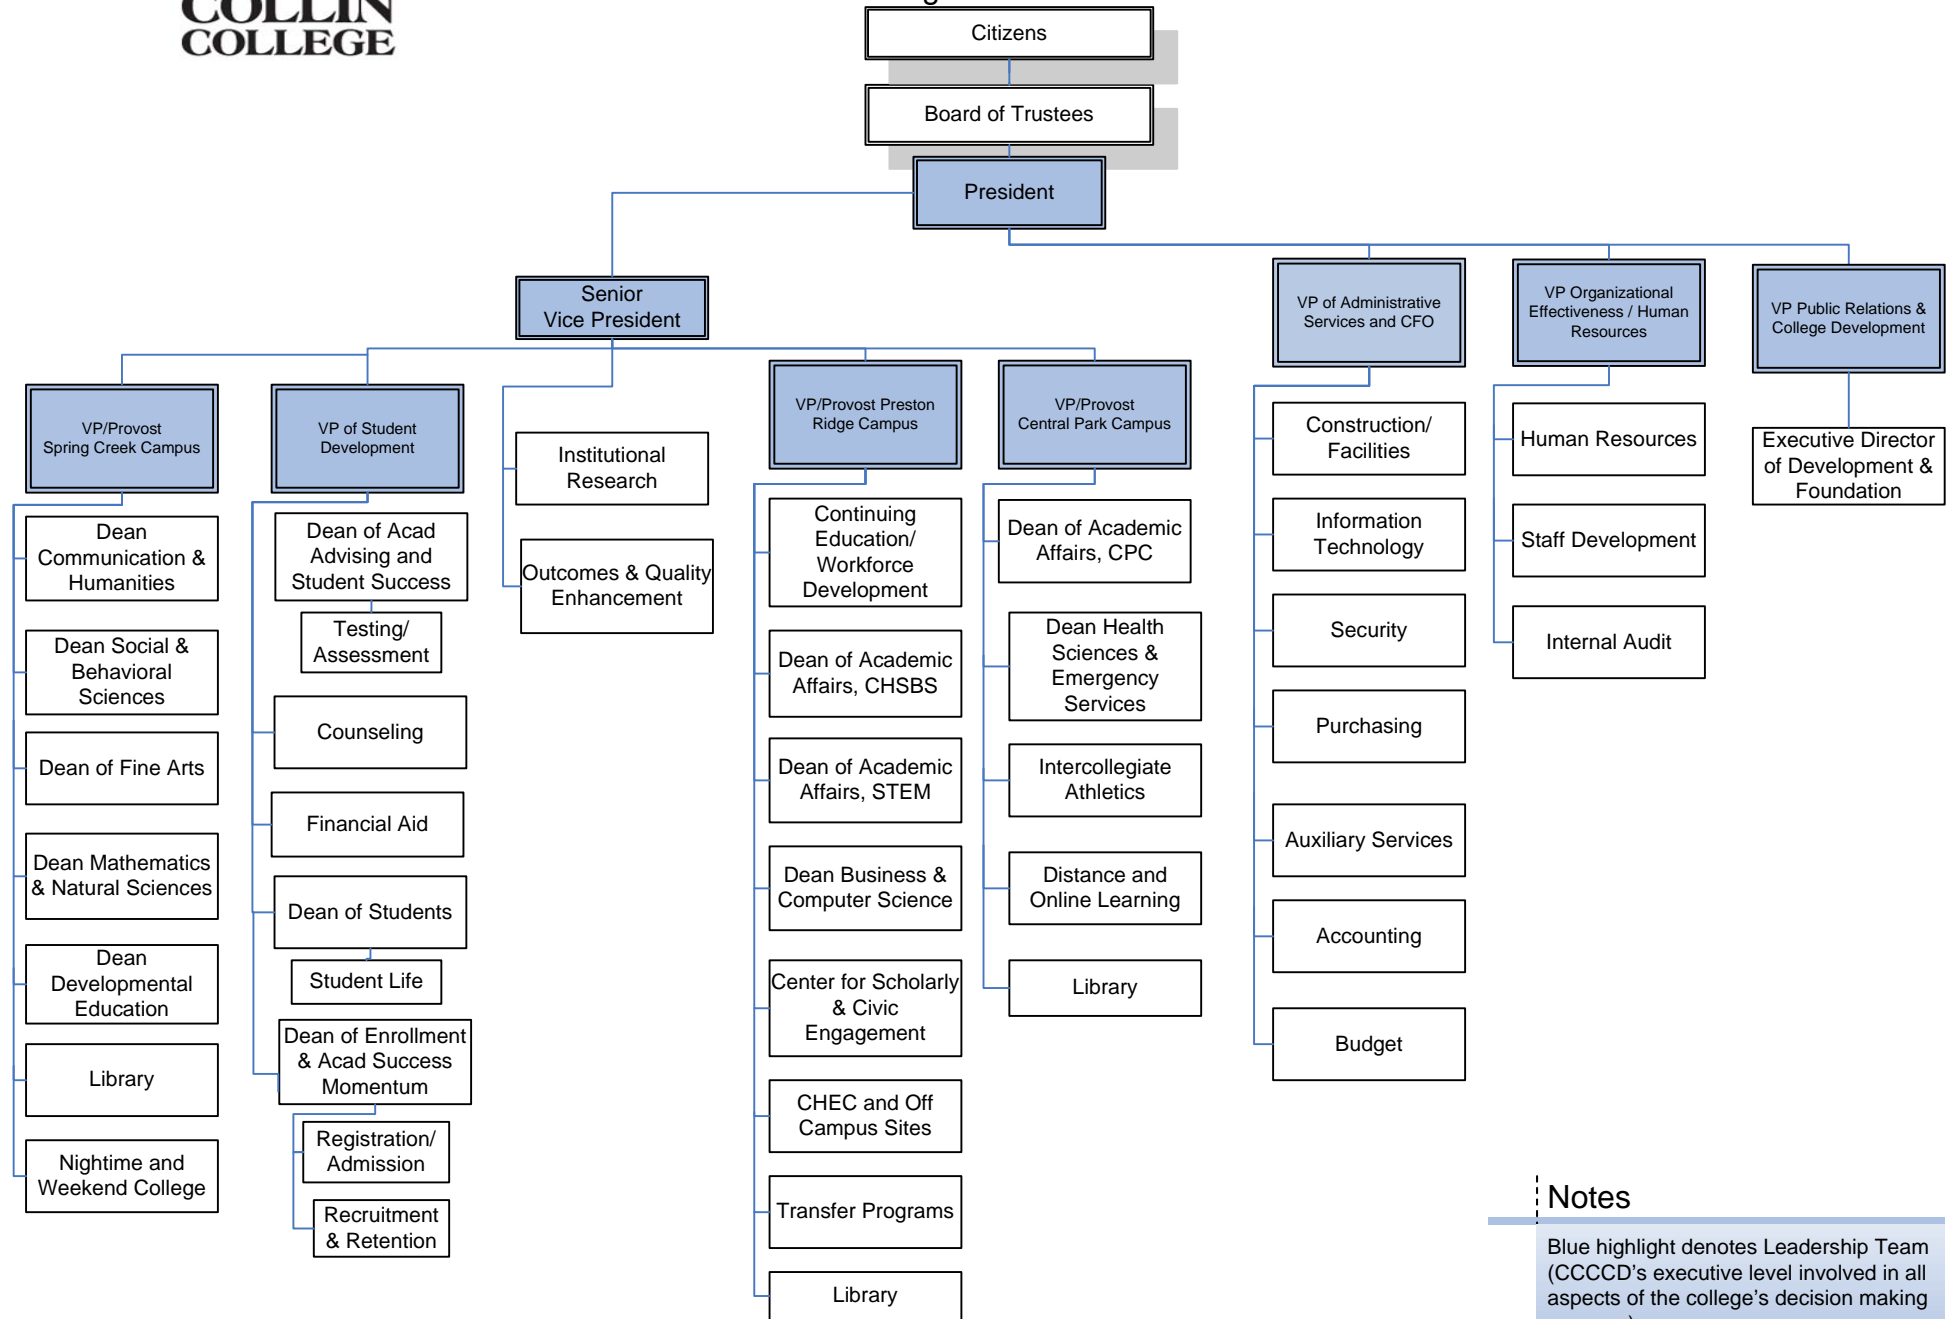 COLLIN
COLLEGE
Citizens
Board of Trustees
President
Senior
Vice President
VP of Administrative
Services and CFO
VP Organizational
Effectiveness / Human
Resources
VP Public Relations &
College Development
VP/Provost
Spring Creek Campus
VP of Student
Development
VP/Provost Preston
Ridge Campus
VP/Provost
Central Park Campus
Dean
Communication &
Humanities
Dean Social &
Behavioral
Sciences
Dean of Fine Arts
Dean Mathematics
& Natural Sciences
Dean
Developmental
Education
Library
Nightime and
Weekend College
Dean of Acad
Advising and
Student Success
Testing/
Assessment
Counseling
Financial Aid
Dean of Students
Student Life
Dean of Enrollment
& Acad Success
Momentum
Registration/
Admission
Recruitment
& Retention
Institutional
Research
Outcomes & Quality
Enhancement
Continuing
Education/
Workforce
Development
Dean of Academic
Affairs, CHSBS
Dean of Academic
Affairs, STEM
Dean Business &
Computer Science
Center for Scholarly
& Civic
Engagement
CHEC and Off
Campus Sites
Transfer Programs
Library
Dean of Academic
Affairs, CPC
Dean Health
Sciences &
Emergency
Services
Intercollegiate
Athletics
Distance and
Online Learning
Library
Construction/
Facilities
Information
Technology
Security
Purchasing
Auxiliary Services
Accounting
Budget
Human Resources
Staff Development
Internal Audit
Executive Director
of Development &
Foundation
Notes
Blue highlight denotes Leadership Team
(CCCCD's executive level involved in all
aspects of the college's decision making